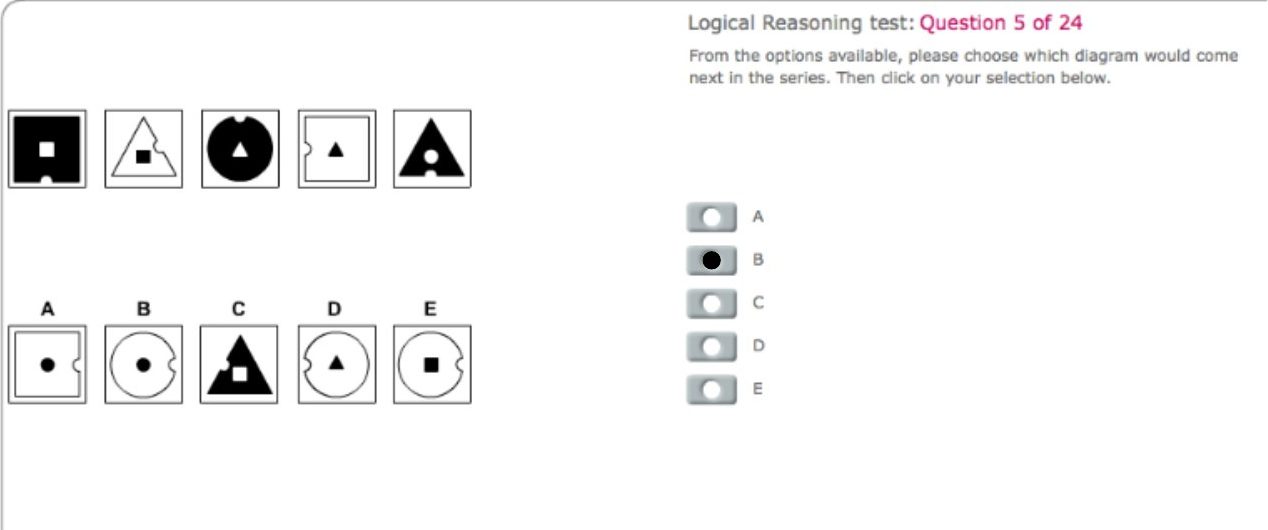 Logical Reasoning test: Question 5 of 24
From the options available, please choose which diagram would come
next in the series. Then click on your selection below.
A
B
C
D
E
A B C D E